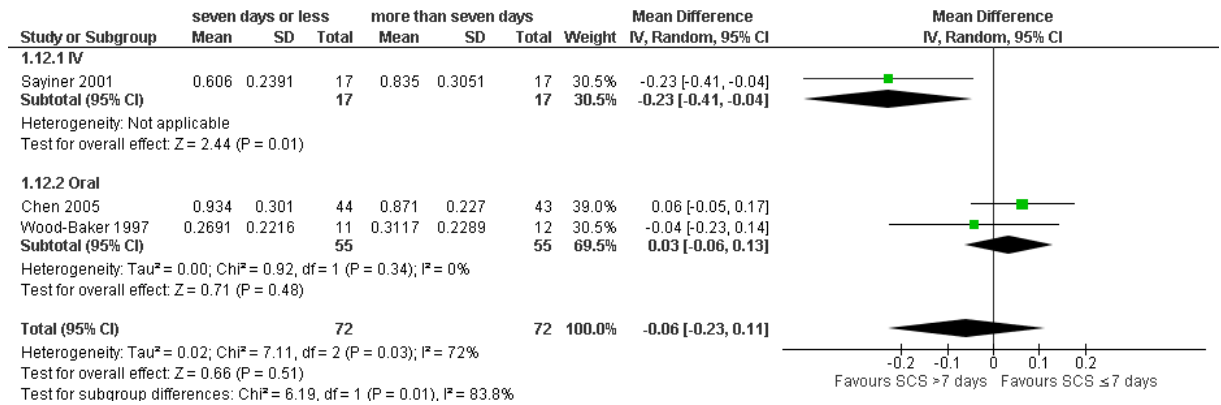 seven days or less more than seven days Mean Difference Mean Difference
Study or Subgroup Mean SD Total Mean SD Total Weight IV, Random, 95% CI IV, Random, 95% CI
1.12.1 IV
Sayiner 2001 0.606 0.2391 17 0.835 0.3051 17 30.5% -0.23 [-0.41, -0.04]
Subtotal (95% CI) 17 17 30.5% -0.23 [-0.41, -0.04]
Heterogeneity: Not applicable
Test for overall effect: Z = 2.44 (P = 0.01)
1.12.2 Oral
Chen 2005 0.934 0.301 44 0.871 0.227 43 39.0% 0.06 [-0.05, 0.17]
Wood-Baker 1997 0.2691 0.2216 11 0.3117 0.2289 12 30.5% -0.04 [-0.23, 0.14]
Subtotal (95% CI) 55 55 69.5% 0.03 [-0.06, 0.13]
Heterogeneity: Tau² = 0.00; Chi² = 0.92, df = 1 (P = 0.34); I² = 0%
Test for overall effect: Z = 0.71 (P = 0.48)
Total (95% CI) 72 72 100.0% -0.06 [-0.23, 0.11]
Heterogeneity: Tau² = 0.02; Chi² = 7.11, df = 2 (P = 0.03); I² = 72%
Test for overall effect: Z = 0.66 (P = 0.51)
Test for subgroup differences: Chi² = 6.19, df = 1 (P = 0.01), I² = 83.8%
-0.2 -0.1 0 0.1 0.2
Favours SCS >7 days Favours SCS ≤7 days